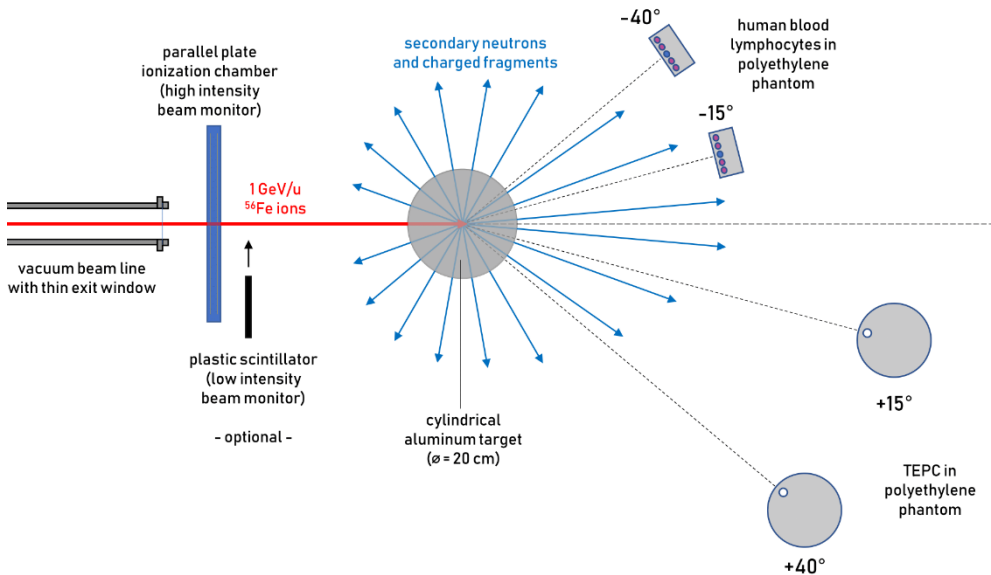 parallel plate
ionization chamber
(high intensity
beam monitor)
secondary neutrons
and charged fragments
-40°
human blood
lymphocytes in
polyethylene
phantom
-15°
1 GeV/u
⁵⁶Fe ions
vacuum beam line
with thin exit window
plastic scintillator
(low intensity
beam monitor)
- optional -
cylindrical
aluminum target
(ø = 20 cm)
+15°
TEPC in
polyethylene
phantom
+40°